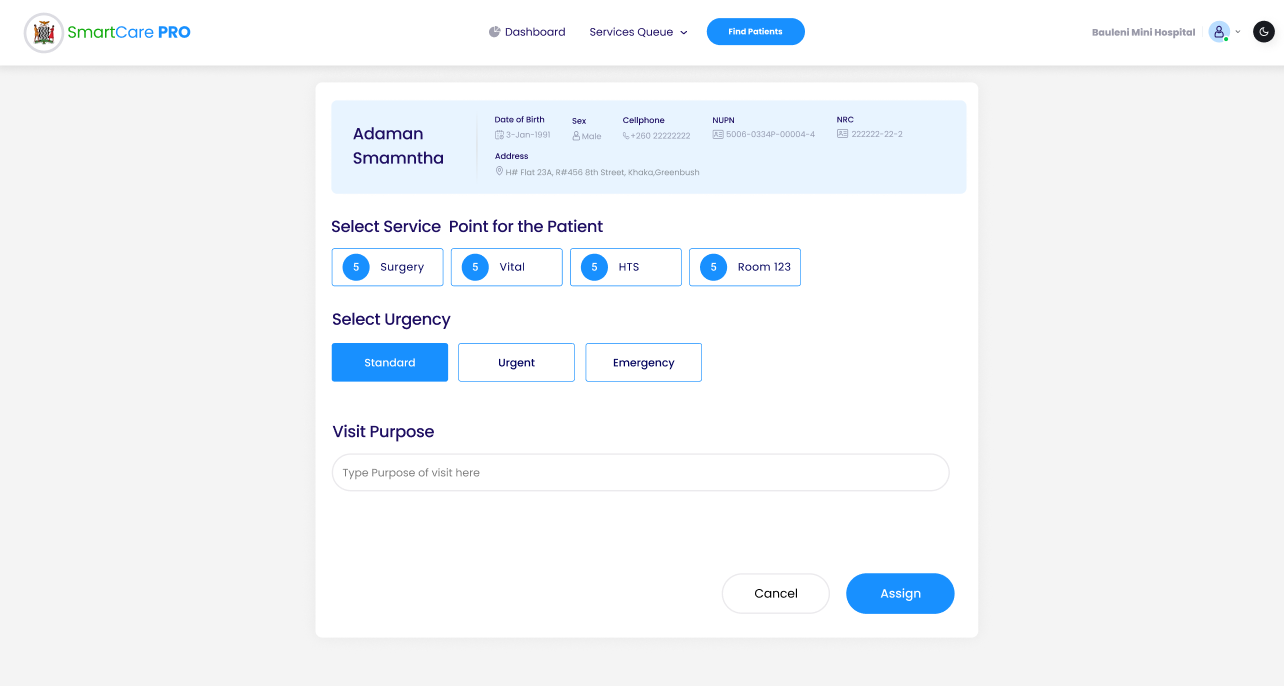 SmartCare PRO
Dashboard
Services Queue
Find Patients
Bauleni Mini Hospital
Adaman
Smamntha
Date of Birth
3-Jan-1991
Sex
Male
Cellphone
+260 22222222
NUPN
5006-0334P-00004-4
NRC
222222-22-2
Address
H# Flat 23A, R#456 8th Street, Khaka,Greenbush
Select Service Point for the Patient
5 Surgery
5 Vital
5 HTS
5 Room 123
Select Urgency
Standard
Urgent
Emergency
Visit Purpose
Type Purpose of visit here
Cancel
Assign